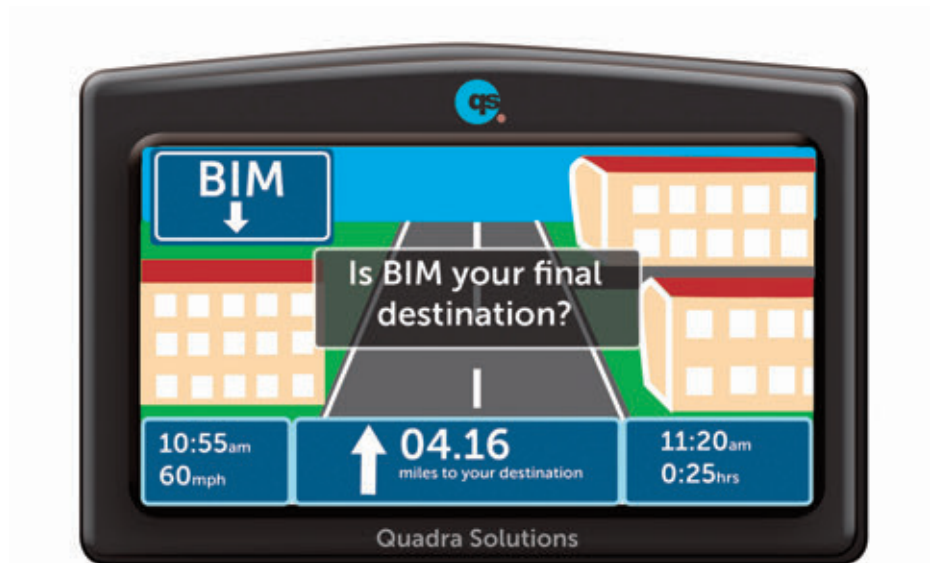 qs.
BIM
Is BIM your final
destination?
10:55am
60mph
04.16
miles to your destination
11:20am
0:25hrs
Quadra Solutions